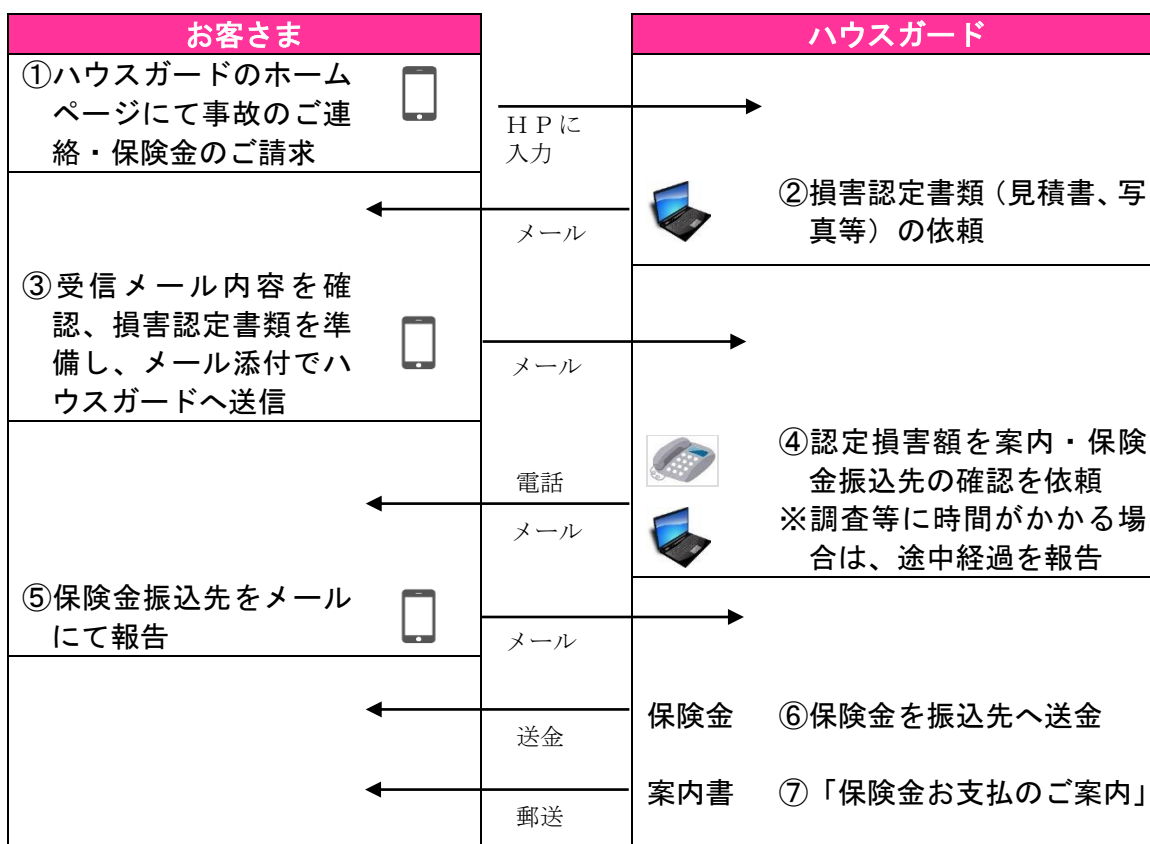 お客さま
ハウスガード
①ハウスガードのホーム
ページにて事故のご連
絡・保険金のご請求
ＨＰに
入力
②損害認定書類（見積書、写
真等）の依頼
メール
③受信メール内容を確
認、損害認定書類を準
備し、メール添付でハ
ウスガードへ送信
メール
④認定損害額を案内・保険
金振込先の確認を依頼
※調査等に時間がかかる場
合は、途中経過を報告
電話
メール
⑤保険金振込先をメール
にて報告
メール
保険金 ⑥保険金を振込先へ送金
送金
案内書 ⑦「保険金お支払のご案内」
郵送